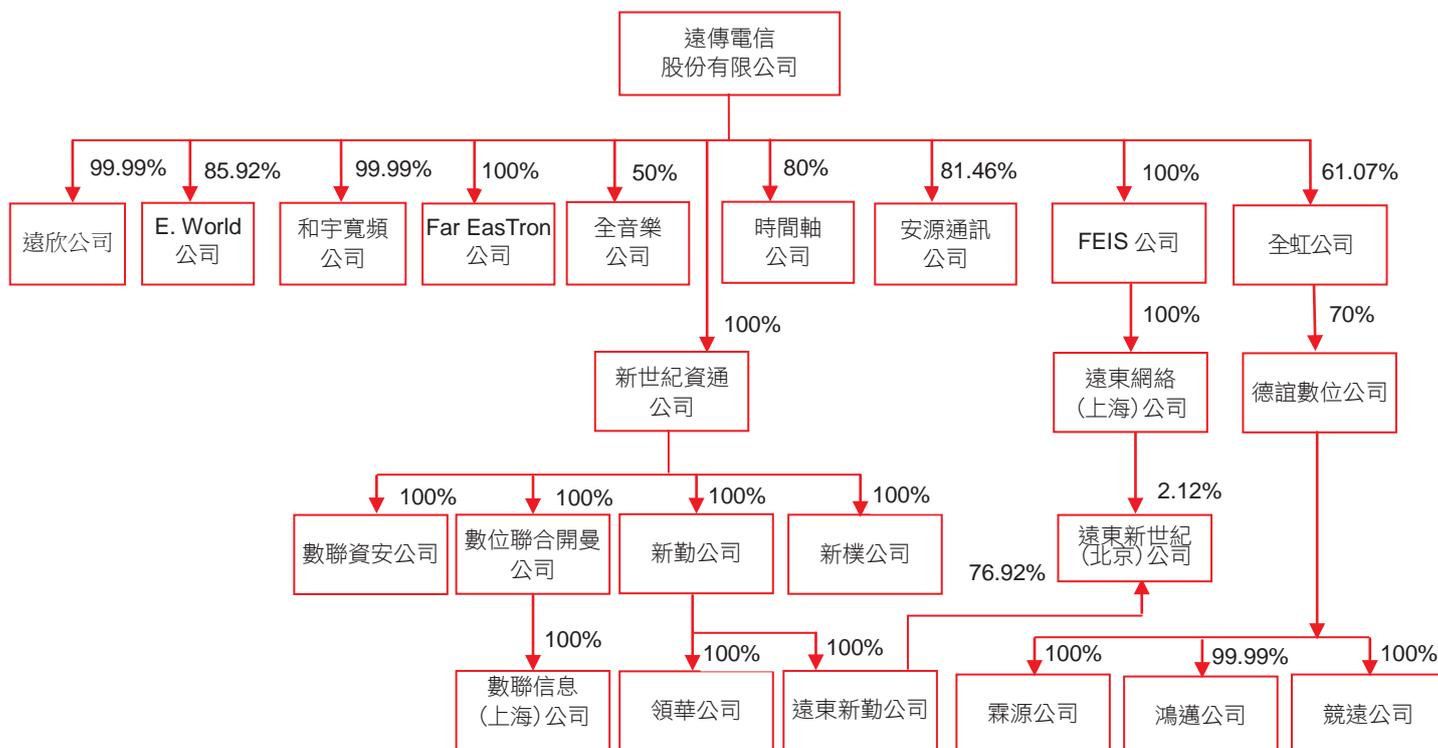 遠傳電信
股份有限公司
99.99%
85.92%
99.99%
100%
50%
80%
81.46%
100%
61.07%
遠欣公司
E. World
公司
和宇寬頻
公司
Far EasTron
公司
全音樂
公司
時間軸
公司
安源通訊
公司
FEIS 公司
全虹公司
100%
100%
70%
新世紀資通
公司
遠東網絡
(上海)公司
德誼數位公司
100%
100%
100%
100%
2.12%
數聯資安公司
數位聯合開曼
公司
新勤公司
新樸公司
遠東新世紀
(北京)公司
76.92%
100%
100%
100%
100%
99.99%
100%
數聯信息
(上海)公司
領華公司
遠東新勤公司
霖源公司
鴻邁公司
競遠公司